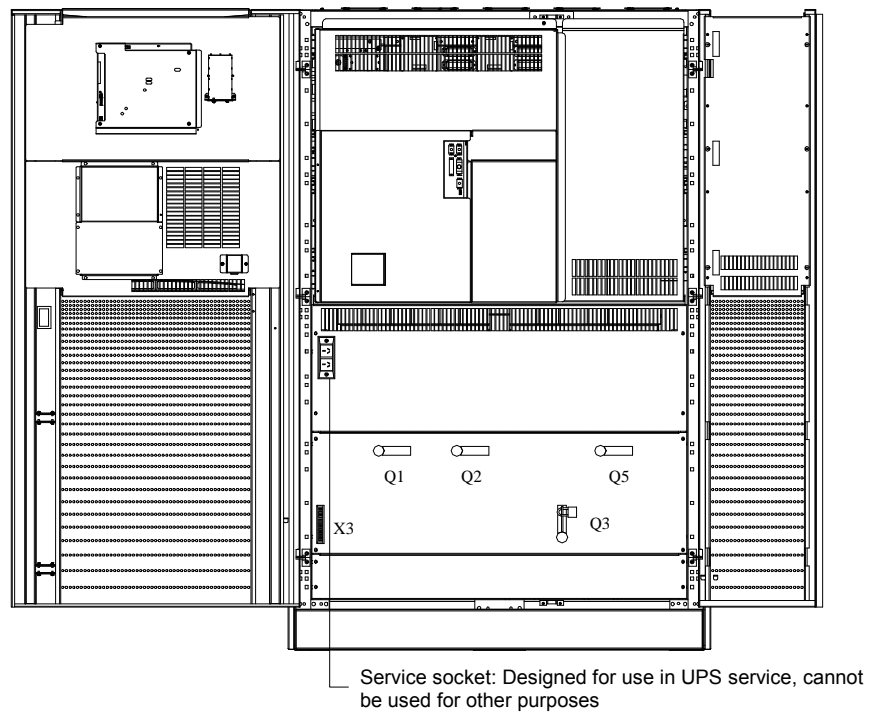 Q1
Q2
Q5
X3
Q3
Service socket: Designed for use in UPS service, cannot
be used for other purposes